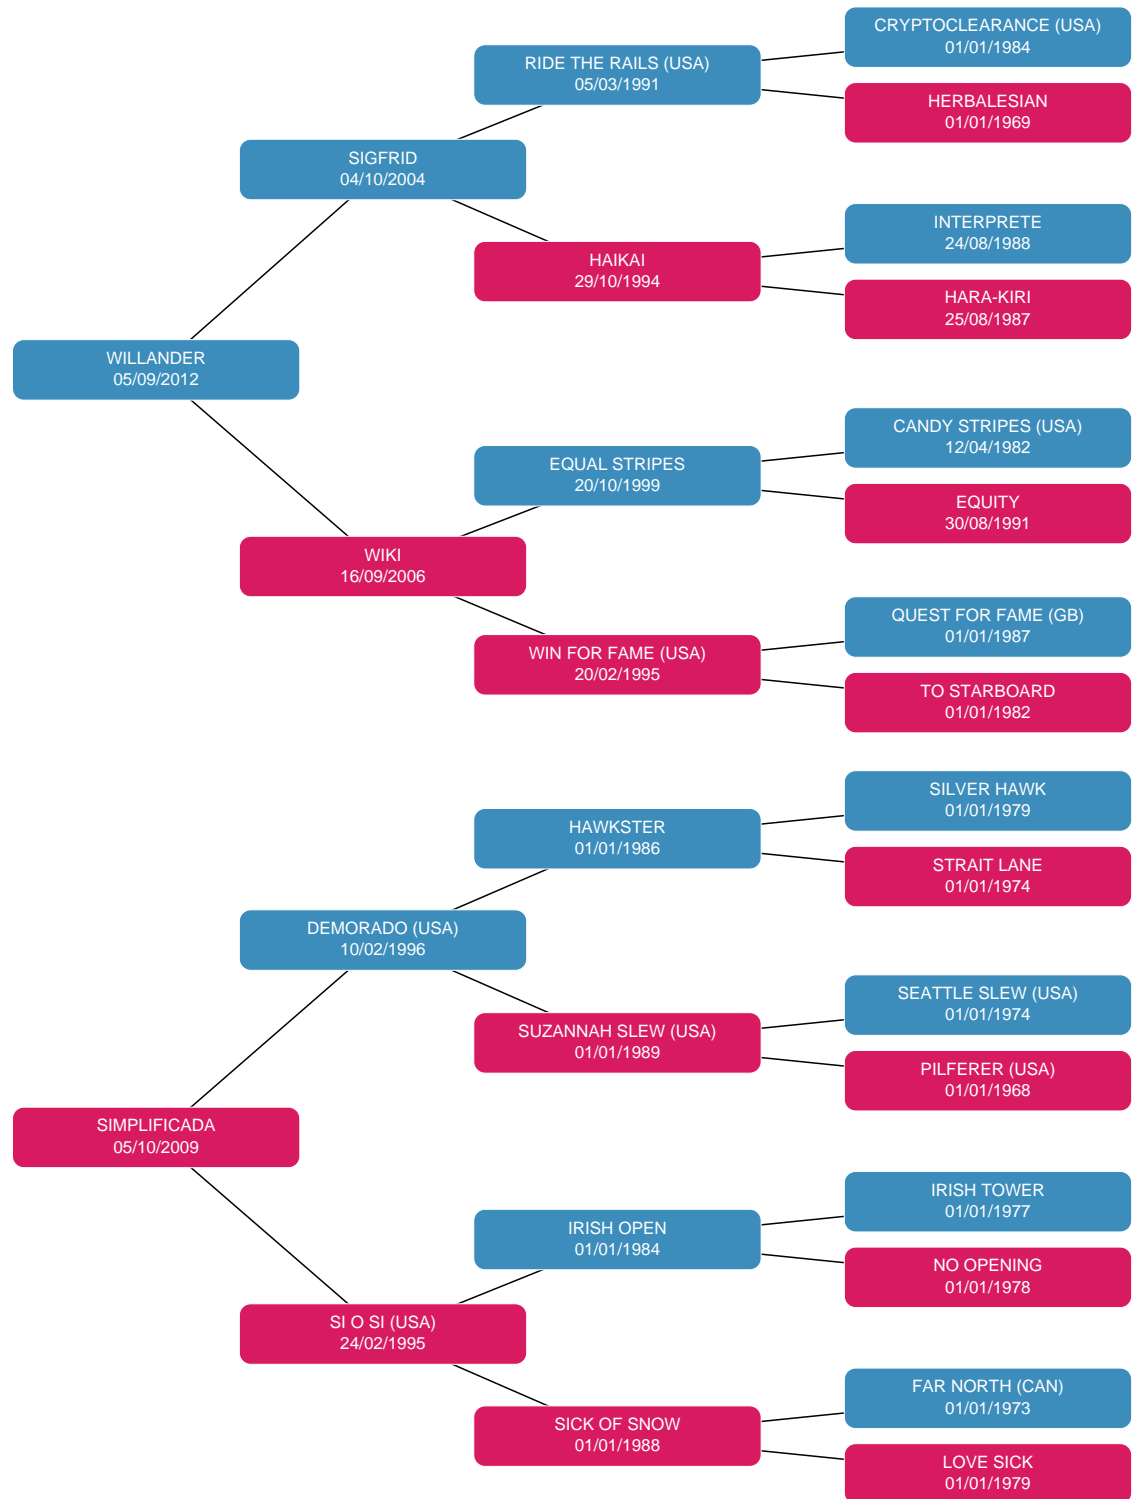 CRYPTOCLEARANCE (USA)
01/01/1984
RIDE THE RAILS (USA)
05/03/1991
HERBALESIAN
01/01/1969
SIGFRID
04/10/2004
INTERPRETE
24/08/1988
HAIKAI
29/10/1994
HARA-KIRI
25/08/1987
WILLANDER
05/09/2012
CANDY STRIPES (USA)
12/04/1982
EQUAL STRIPES
20/10/1999
EQUITY
30/08/1991
WIKI
16/09/2006
QUEST FOR FAME (GB)
01/01/1987
WIN FOR FAME (USA)
20/02/1995
TO STARBOARD
01/01/1982
SILVER HAWK
01/01/1979
HAWKSTER
01/01/1986
STRAIT LANE
01/01/1974
DEMORADO (USA)
10/02/1996
SEATTLE SLEW (USA)
01/01/1974
SUZANNAH SLEW (USA)
01/01/1989
PILFERER (USA)
01/01/1968
SIMPLIFICADA
05/10/2009
IRISH TOWER
01/01/1977
IRISH OPEN
01/01/1984
NO OPENING
01/01/1978
SI O SI (USA)
24/02/1995
FAR NORTH (CAN)
01/01/1973
SICK OF SNOW
01/01/1988
LOVE SICK
01/01/1979